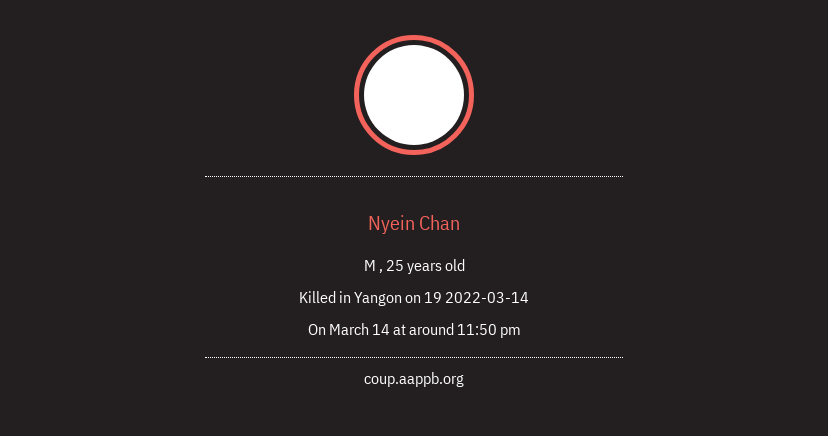 Nyein Chan
M , 25 years old
Killed in Yangon on 19 2022-03-14
On March 14 at around 11:50 pm
coup.aappb.org